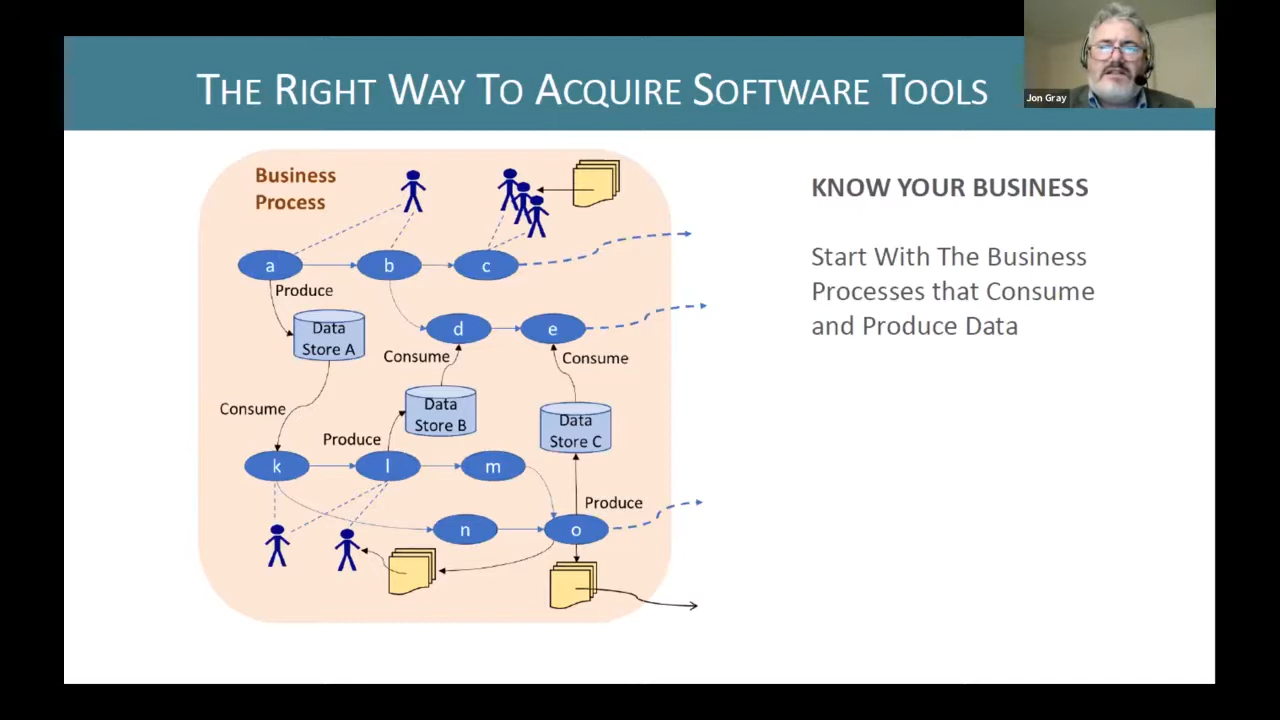 THE RIGHT WAY TO ACQUIRE SOFTWARE TOOLS
Jon Gray
Business
Process
a
b
c
Produce
Data
Store A
d
e
Consume
Consume
Consume
Data
Store B
Data
Store C
Produce
k
l
m
Produce
n
o
KNOW YOUR BUSINESS
Start With The Business
Processes that Consume
and Produce Data